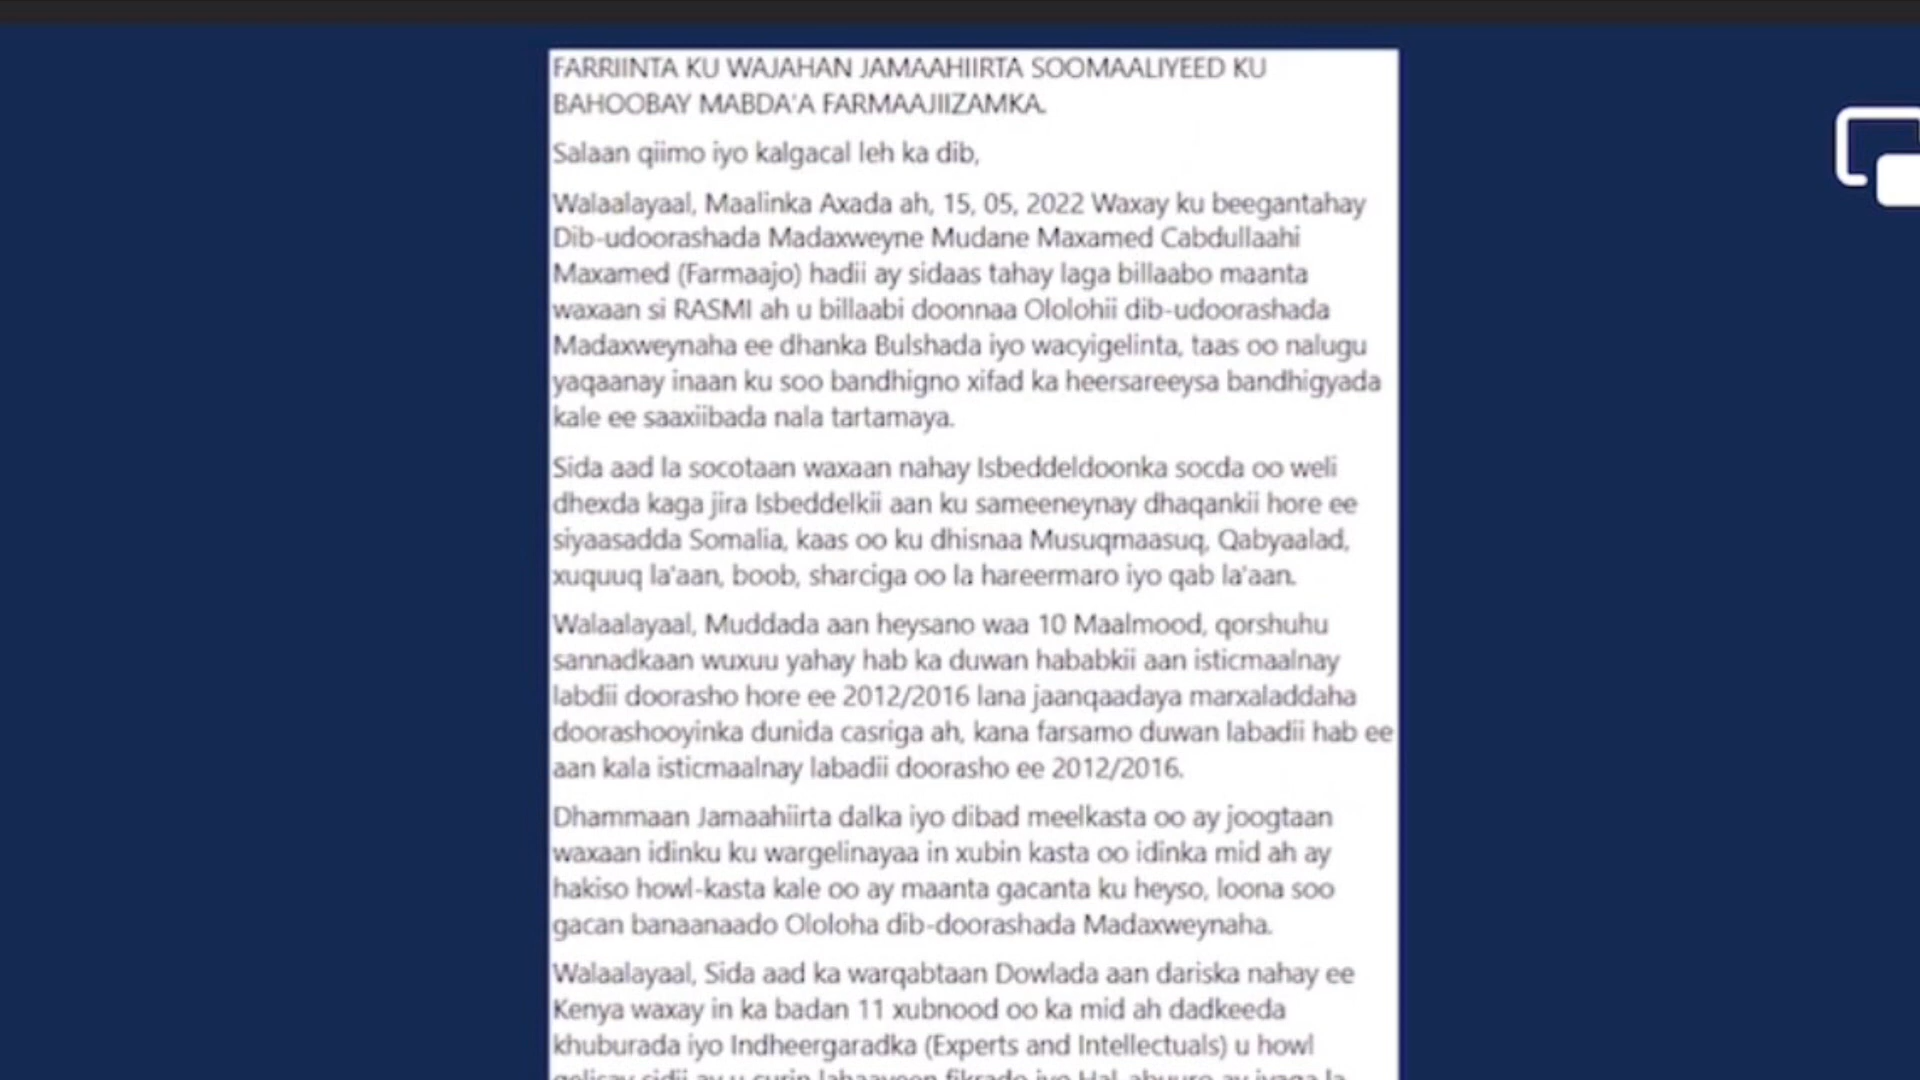 FARRIINTA KU WAJAHAN JAMAAHIIRTA SOOMAALIYEED KU
BAHOOBAY MABDA'A FARMAAJIIZAMKA.
Salaan qiimo iyo kalgacal leh ka dib,
Walaalayaal, Maalinka Axada ah, 15, 05, 2022 Waxay ku beegantahay
Dib-udoorashada Madaxweyne Mudane Maxamed Cabdullaahi
Maxamed (Farmaajo) hadii ay sidaas tahay laga billaabo maanta
waxaan si RASMI ah u billaabi doonnaa Ololohii dib-udoorashada
Madaxweynaha ee dhanka Bulshada iyo wacyigelinta, taas oo nalugu
yaqaanay inaan ku soo bandhigno xifad ka heersareeysa bandhigyada
kale ee saaxiibada nala tartamaya.
Sida aad la socotaan waxaan nahay Isbeddeldoonka socda oo weli
dhexda kaga jira Isbeddelkii aan ku sameeneynay dhaqankii hore ee
siyaasadda Somalia, kaas oo ku dhisnaa Musuqmaasuq, Qabyaalad,
xuquuq la'aan, boob, sharciga oo la hareermaro iyo qab la'aan.
Walaalayaal, Muddada aan heysano waa 10 Maalmood, qorshuhu
sannadkaan wuxuu yahay hab ka duwan hababkii aan isticmaalnay
labdii doorasho hore ee 2012/2016 lana jaanqaadaya marxaladdaha
doorashooyinka dunida casriga ah, kana farsamo duwan labadii hab ee
aan kala isticmaalnay labadii doorasho ee 2012/2016.
Dhammaan Jamaahiirta dalka iyo dibad meelkasta oo ay joogtaan
waxaan idinku ku wargelinayaa in xubin kasta oo idinka mid ah ay
hakiso howl-kasta kale oo ay maanta gacanta ku heyso, loona soo
gacan banaanaado Ololoha dib-doorashada Madaxweynaha.
Walaalayaal, Sida aad ka warqabtaan Dowlada aan dariska nahay ee
Kenya waxay in ka badan 11 xubnood oo ka mid ah dadkeeda
khuburada iyo Indheergaradka (Experts and Intellectuals) u howl